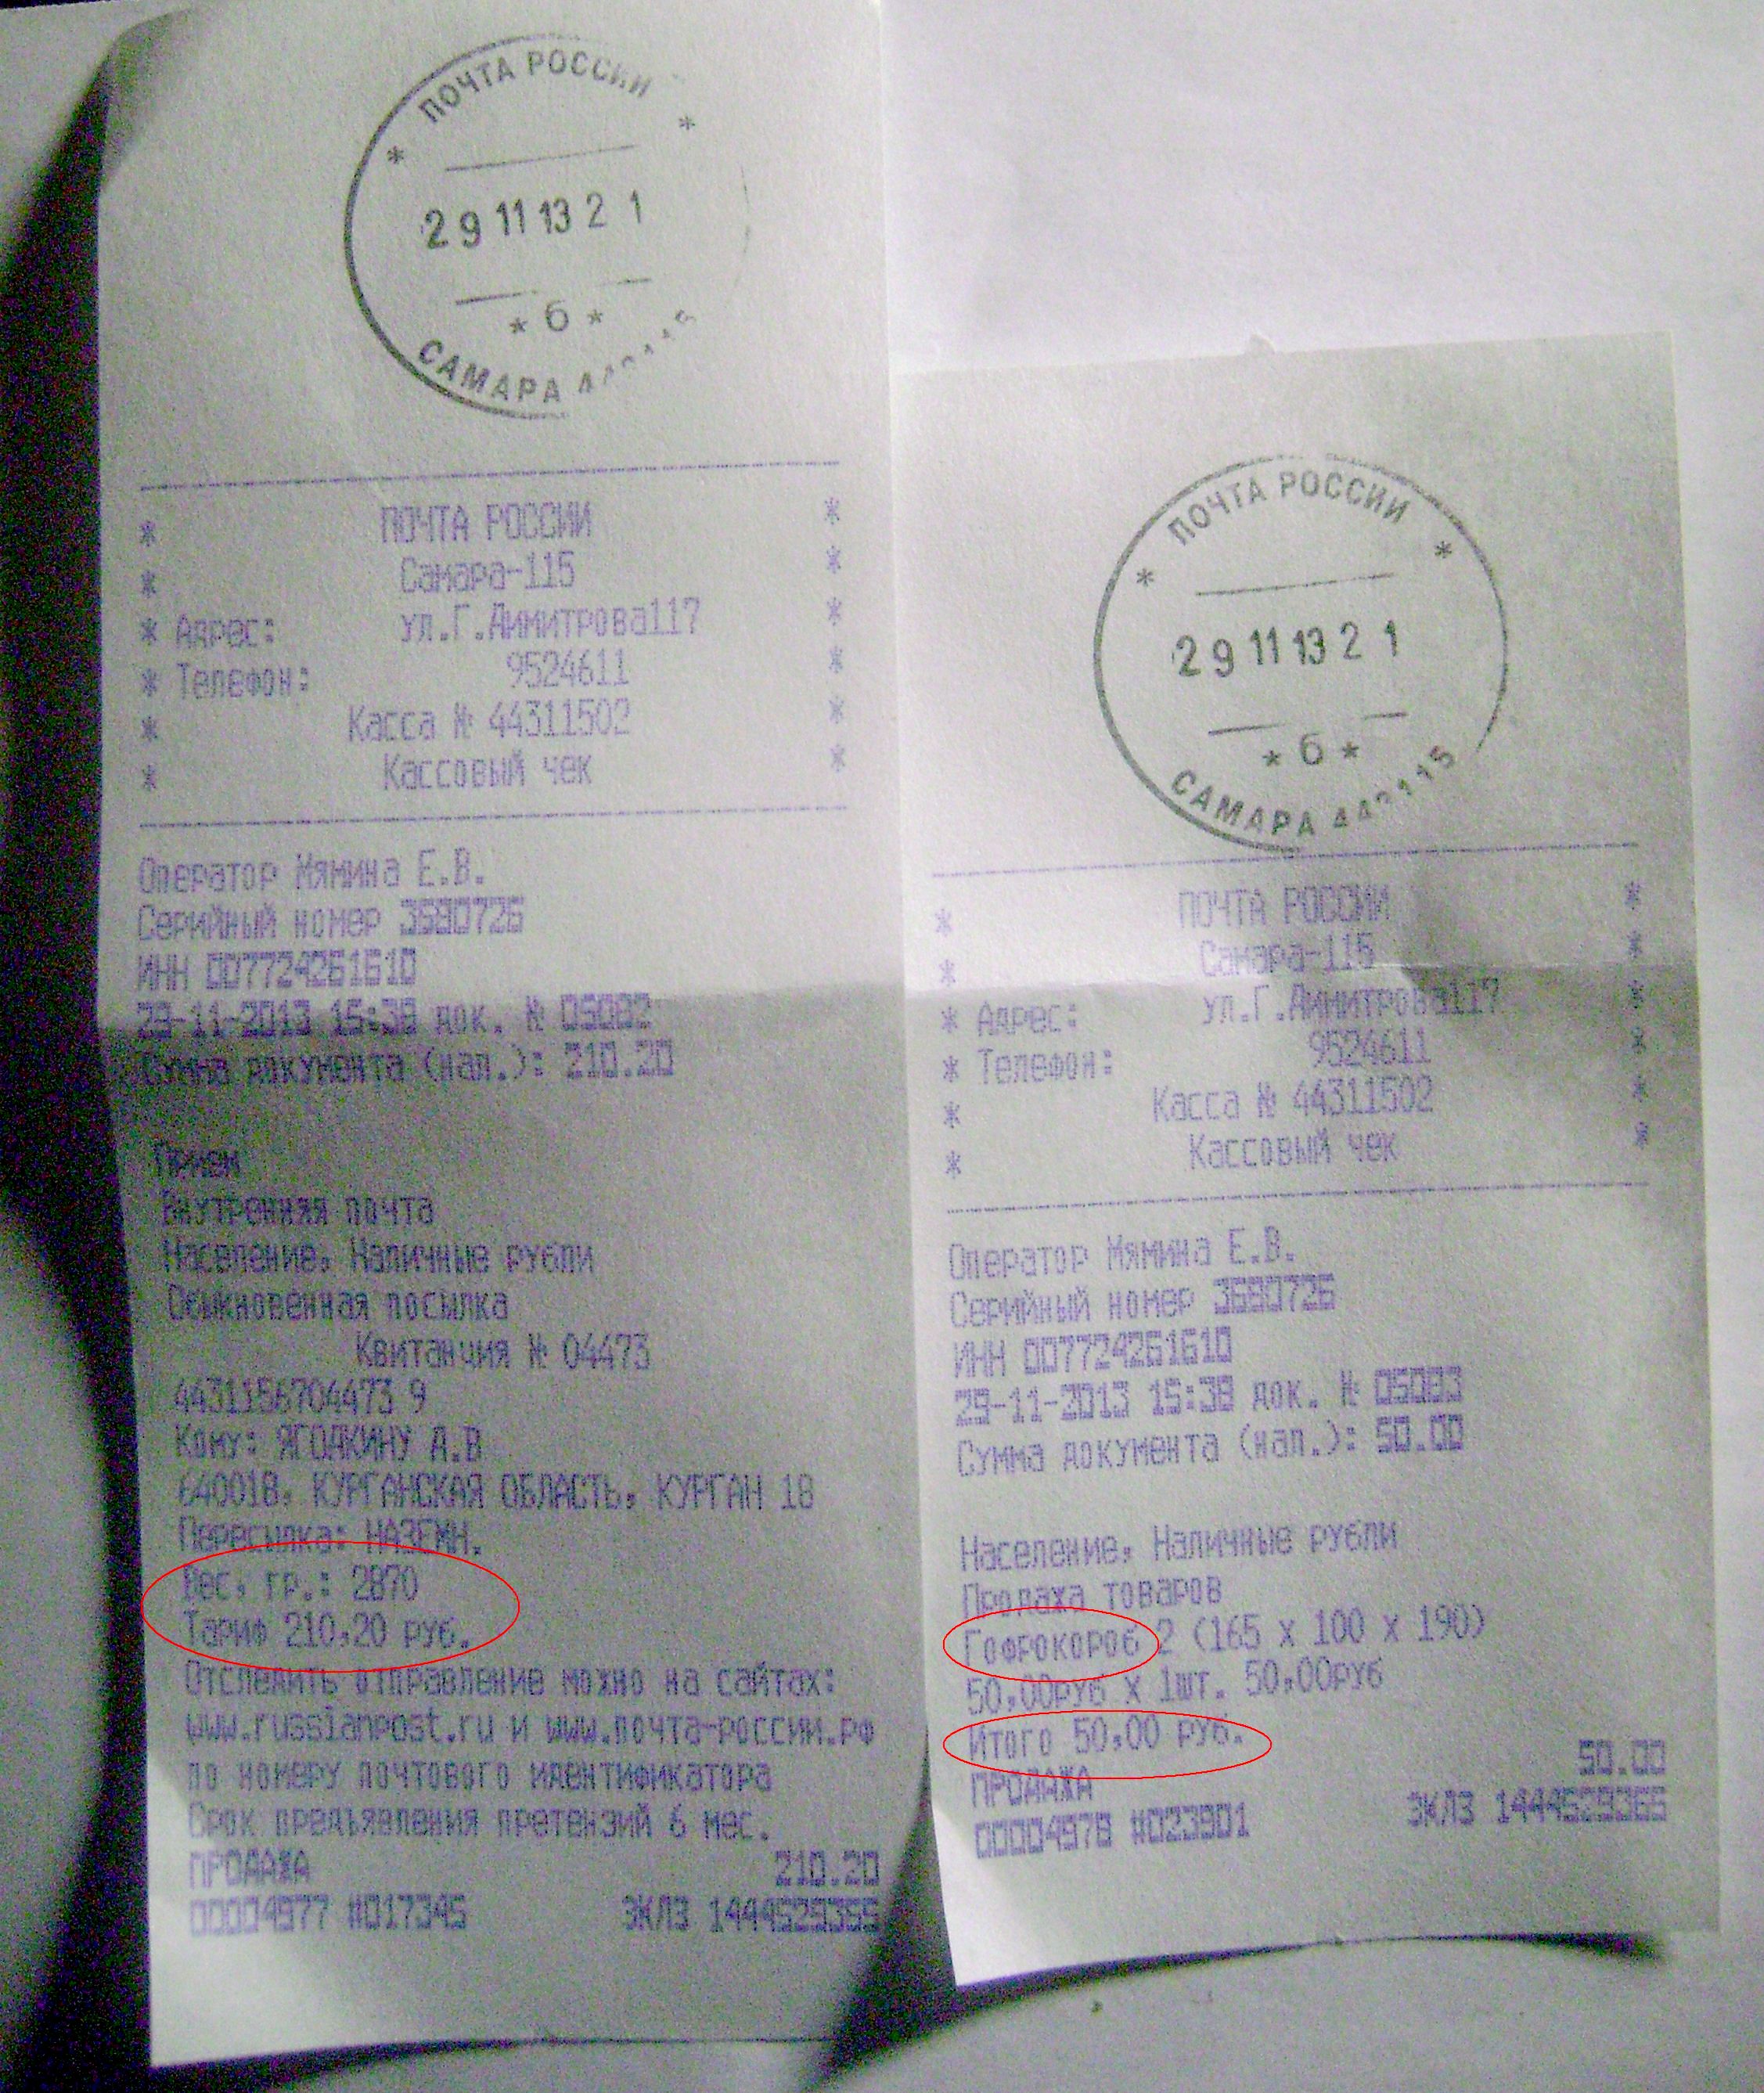 ПОЧТА РОССИИ
29 11 13 2 1
* 6 *
САМАРА
* ПОЧТА РОССИИ *
* Самара-115 *
* Адрес: ул.Г.Димитрова117 *
* Телефон: 9524611 *
* Касса № 44311502 *
* Кассовый чек *
Оператор Мямина Е.В.
Серийный номер 3590726
ИНН 007724261610
29-11-2013 15:38 док. № 05082
Сумма документа (нал.): 210.20
Прием
Внутренняя почта
Население, Наличные рубли
Обыкновенная посылка
Квитанчия № 04473
4431156704473 9
Кому: ЯГОДКИНУ А.В
640018, КУРГАНСКАЯ ОБЛАСТЬ, КУРГАН 18
Пересылка: НАЗЕМН.
Вес, гр.: 2870
Тариф 210,20 руб.
Отследить отправление можно на сайтах:
www.russianpost.ru и www.почта-россии.рф
по номеру почтового идентификатора
Срок предъявления претензий 6 мес.
ПРОДАЖА 210.20
00004977 #017345 ЭКЛЗ 1444529355
ПОЧТА РОССИИ
29 11 13 2 1
* 6 *
САМАРА 443115
* ПОЧТА РОССИИ *
* Самара-115 *
* Адрес: ул.Г.Димитрова117 *
* Телефон: 9524611 *
* Касса № 44311502 *
* Кассовый чек *
Оператор Мямина Е.В.
Серийный номер 3590726
ИНН 007724261610
29-11-2013 15:38 док. № 05083
Сумма документа (нал.): 50.00
Население, Наличные рубли
Продажа товаров
Гофрокороб 2 (165 x 100 x 190)
50,00руб x 1шт. 50,00руб
Итого 50,00 руб.
ПРОДАЖА 50.00
00004978 #023901 ЭКЛЗ 1444529365